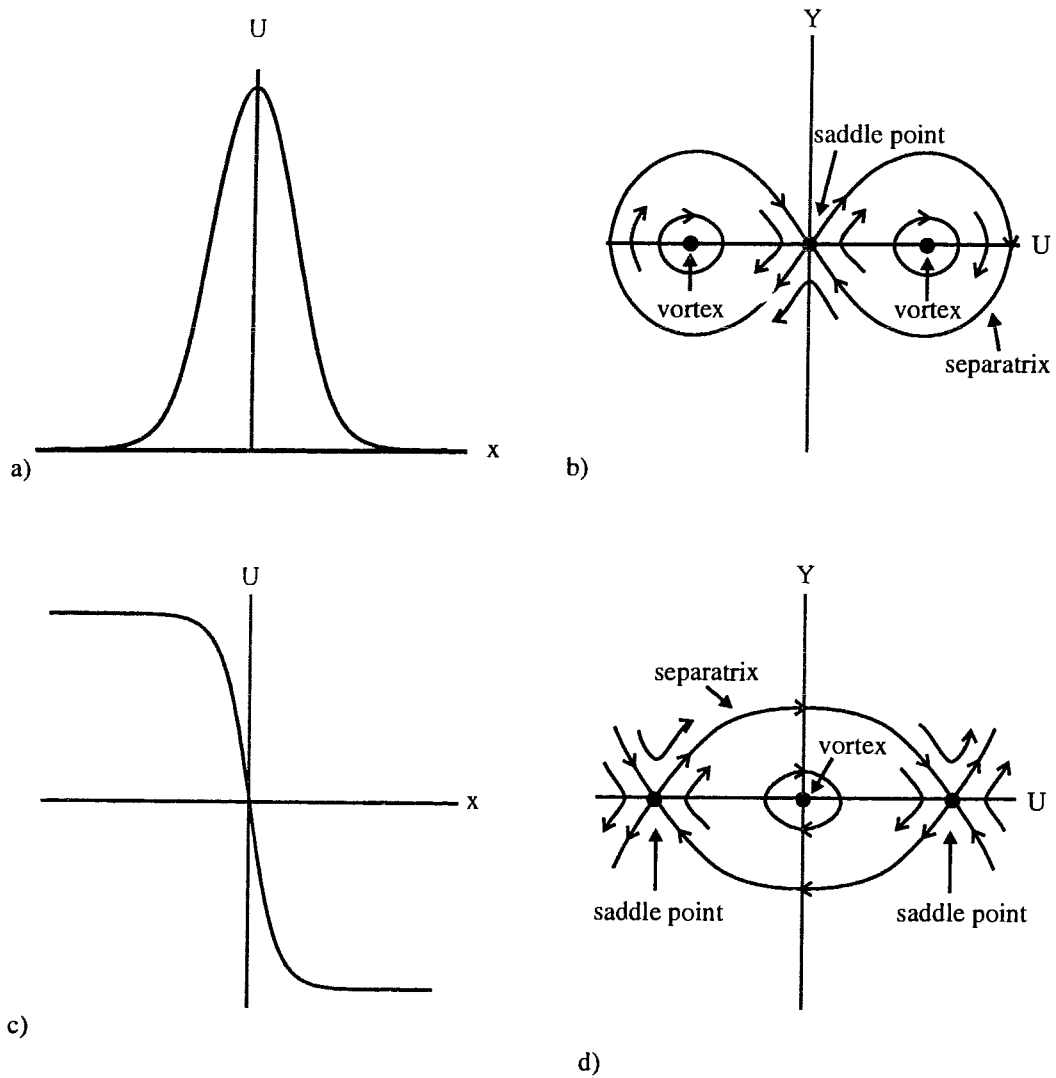 U
x
a)
Y
saddle point
U
vortex
vortex
separatrix
b)
U
x
c)
Y
separatrix
vortex
U
saddle point
saddle point
d)